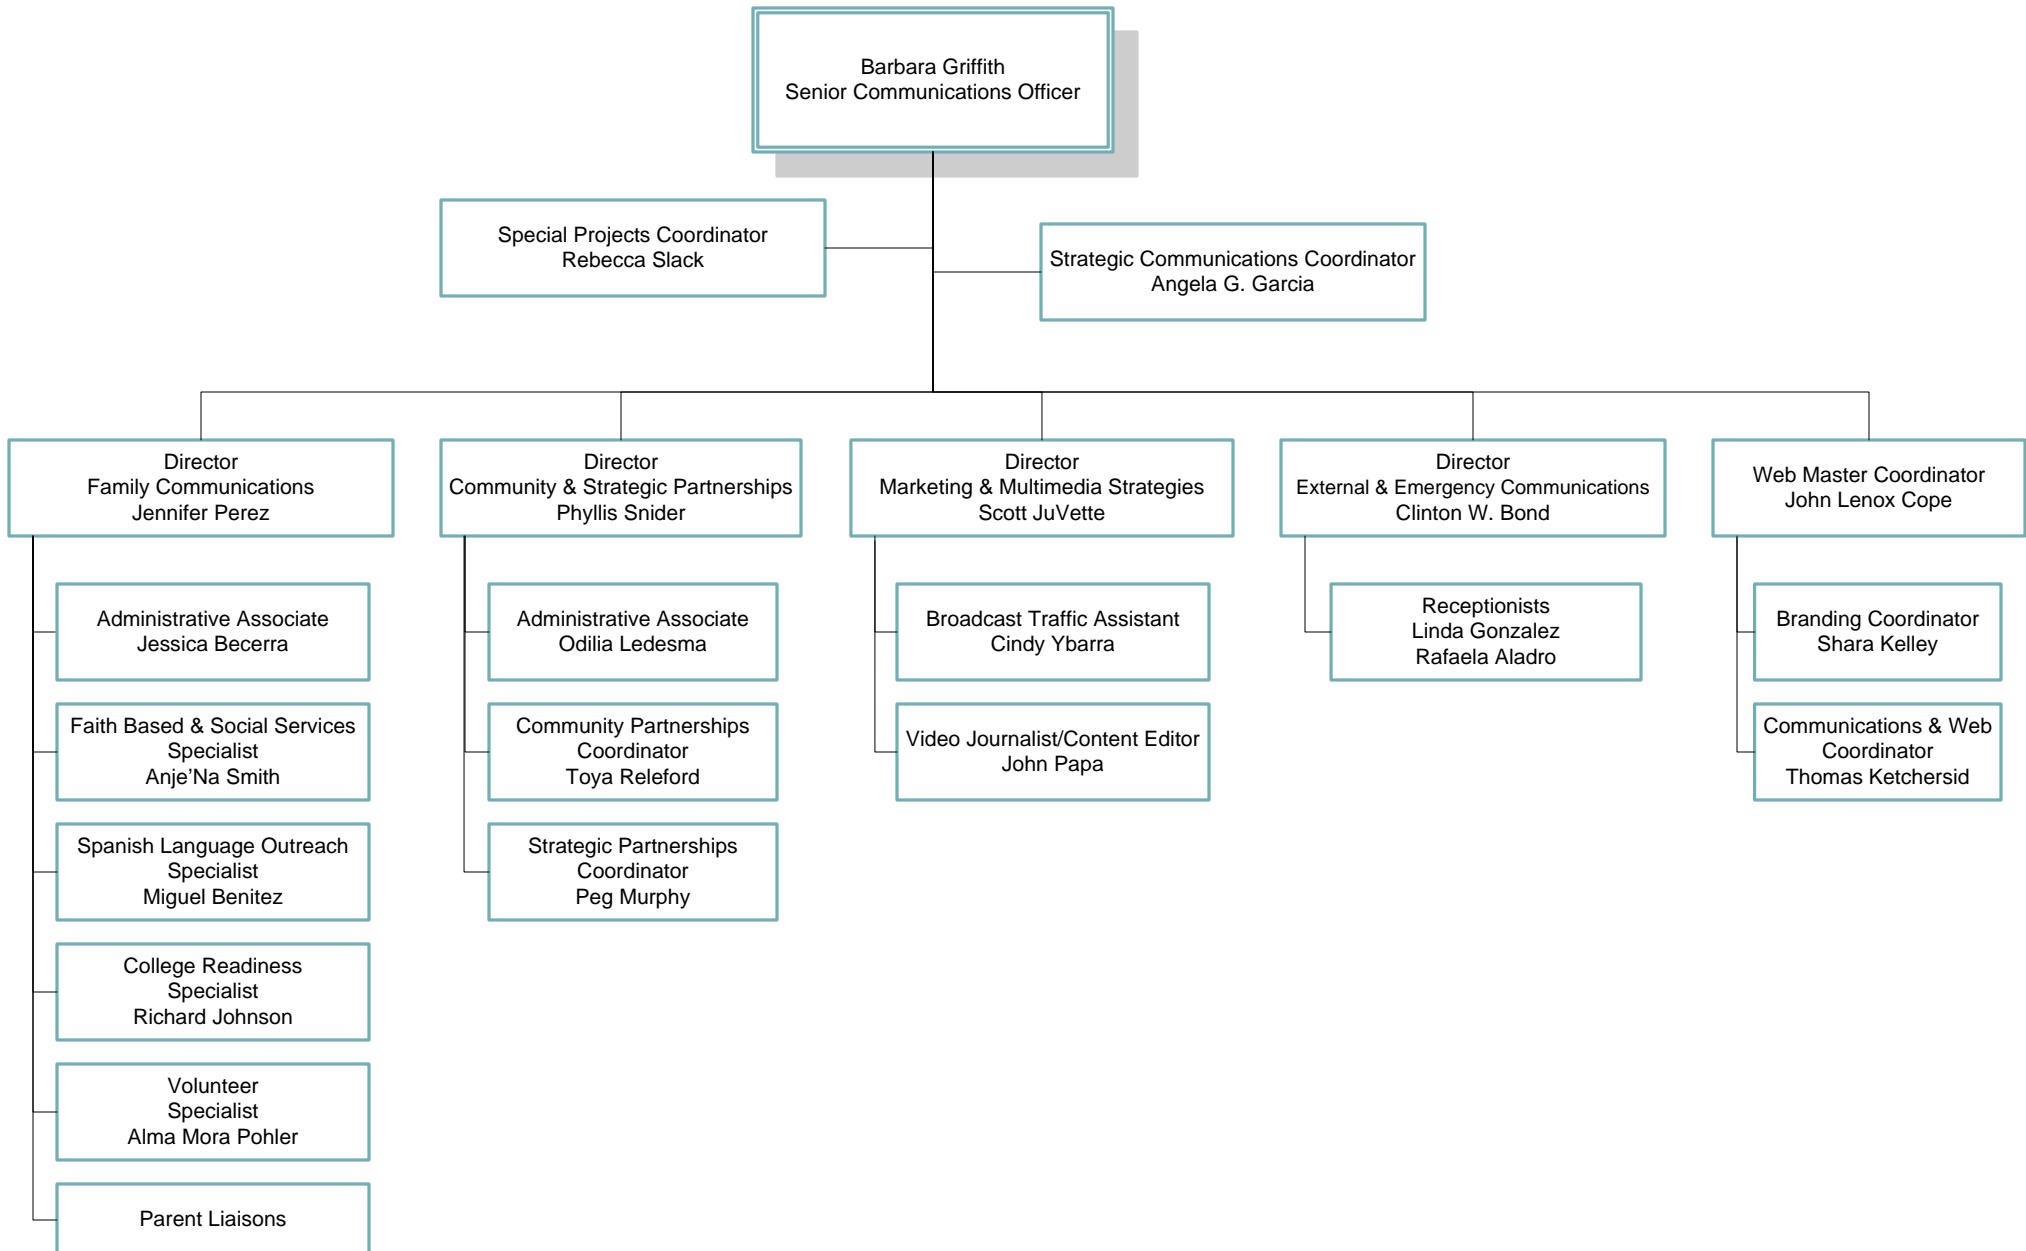 Barbara Griffith
Senior Communications Officer
Special Projects Coordinator
Rebecca Slack
Strategic Communications Coordinator
Angela G. Garcia
Director
Family Communications
Jennifer Perez
Director
Community & Strategic Partnerships
Phyllis Snider
Director
Marketing & Multimedia Strategies
Scott JuVette
Director
External & Emergency Communications
Clinton W. Bond
Web Master Coordinator
John Lenox Cope
Administrative Associate
Jessica Becerra
Faith Based & Social Services
Specialist
Anje’Na Smith
Spanish Language Outreach
Specialist
Miguel Benitez
College Readiness
Specialist
Richard Johnson
Volunteer
Specialist
Alma Mora Pohler
Parent Liaisons
Administrative Associate
Odilia Ledesma
Community Partnerships
Coordinator
Toya Releford
Strategic Partnerships
Coordinator
Peg Murphy
Broadcast Traffic Assistant
Cindy Ybarra
Video Journalist/Content Editor
John Papa
Receptionists
Linda Gonzalez
Rafaela Aladro
Branding Coordinator
Shara Kelley
Communications & Web
Coordinator
Thomas Ketchersid